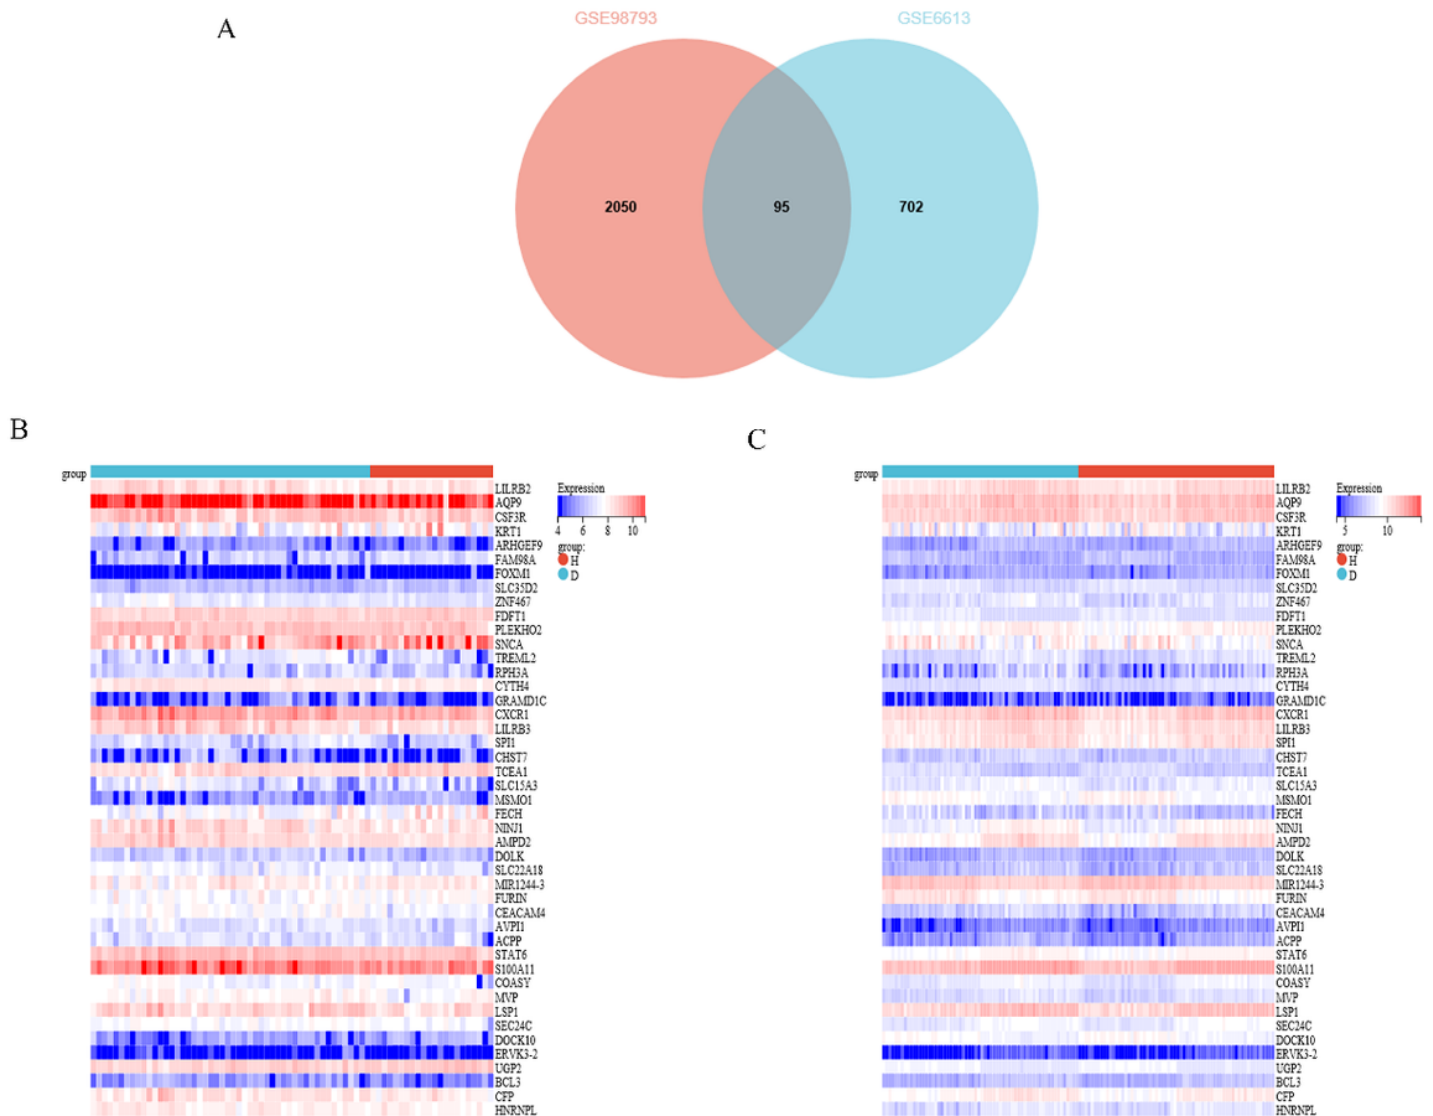 A
GSE98793
GSE6613
2050
95
702
B
group
LILRB2
AQP9
CSF3R
KRT1
ARHGEF9
FAM98A
FOXM1
SLC35D2
ZNF467
FDFT1
PLEKHO2
SNCA
TREML2
RPH3A
CYTH4
GRAMD1C
CXCR1
LILRB3
SPI1
CHST7
TCEA1
SLC15A3
MSMO1
FECH
NINJ1
AMPD2
DOLK
SLC22A18
MIR1244-3
FURIN
CEACAM4
AVPI1
ACPP
STAT6
S100A11
COASY
MVP
LSP1
SEC24C
DOCK10
ERVK3-2
UGP2
BCL3
CFP
HNRNPL
Expression
4 6 8 10
group:
H
D
C
group
LILRB2
AQP9
CSF3R
KRT1
ARHGEF9
FAM98A
FOXM1
SLC35D2
ZNF467
FDFT1
PLEKHO2
SNCA
TREML2
RPH3A
CYTH4
GRAMD1C
CXCR1
LILRB3
SPI1
CHST7
TCEA1
SLC15A3
MSMO1
FECH
NINJ1
AMPD2
DOLK
SLC22A18
MIR1244-3
FURIN
CEACAM4
AVPI1
ACPP
STAT6
S100A11
COASY
MVP
LSP1
SEC24C
DOCK10
ERVK3-2
UGP2
BCL3
CFP
HNRNPL
Expression
5 10
group:
H
D